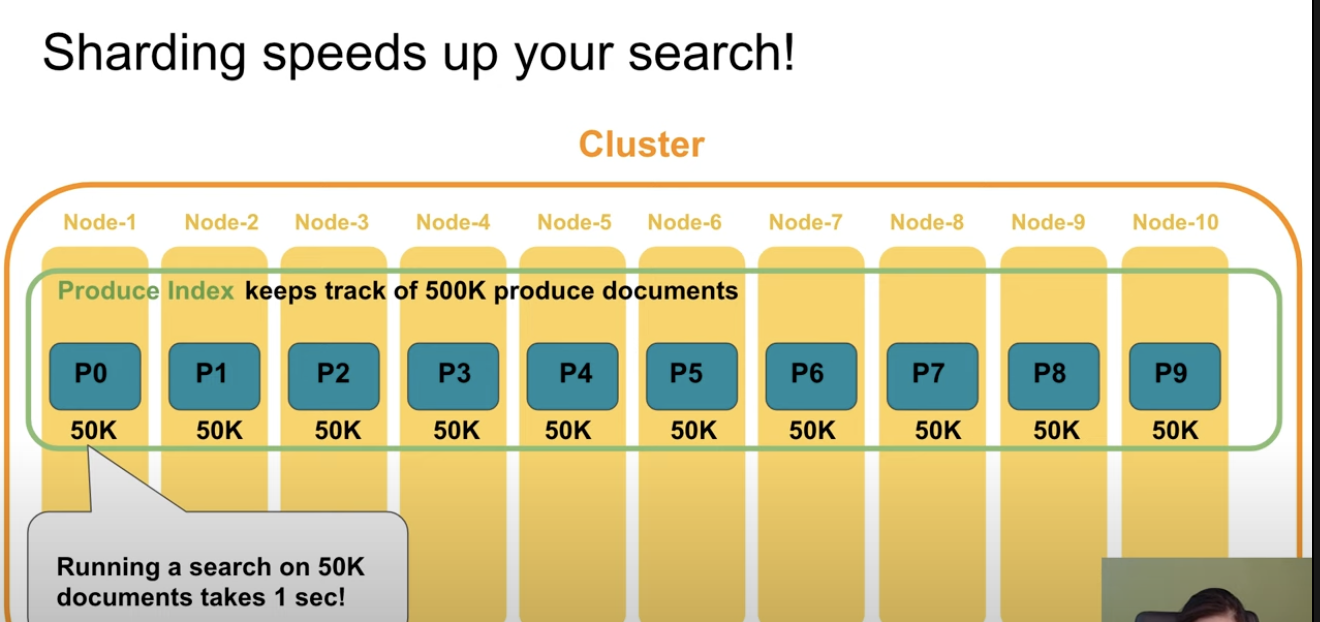 Sharding speeds up your search!
Cluster
Node-1 Node-2 Node-3 Node-4 Node-5 Node-6 Node-7 Node-8 Node-9 Node-10
Produce Index keeps track of 500K produce documents
P0 P1 P2 P3 P4 P5 P6 P7 P8 P9
50K 50K 50K 50K 50K 50K 50K 50K 50K 50K
Running a search on 50K
documents takes 1 sec!